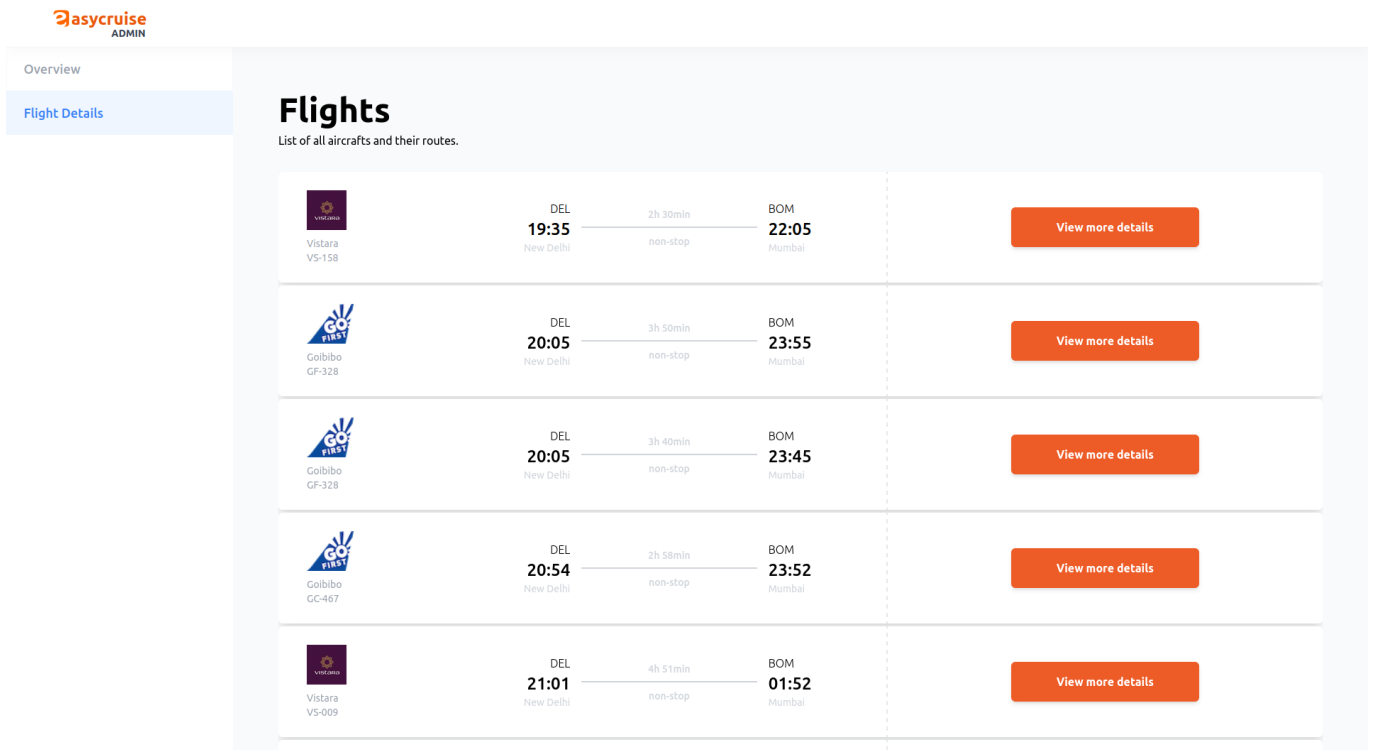 easycruise
ADMIN
Overview
Flight Details
Flights
List of all aircrafts and their routes.
VISTARA
Vistara
VS-158
DEL
19:35
New Delhi
2h 30min
non-stop
BOM
22:05
Mumbai
View more details
GO
FIRST
Goibibo
GF-328
DEL
20:05
New Delhi
3h 50min
non-stop
BOM
23:55
Mumbai
View more details
GO
FIRST
Goibibo
GF-328
DEL
20:05
New Delhi
3h 40min
non-stop
BOM
23:45
Mumbai
View more details
GO
FIRST
Goibibo
GC-467
DEL
20:54
New Delhi
2h 58min
non-stop
BOM
23:52
Mumbai
View more details
VISTARA
Vistara
VS-009
DEL
21:01
New Delhi
4h 51min
non-stop
BOM
01:52
Mumbai
View more details